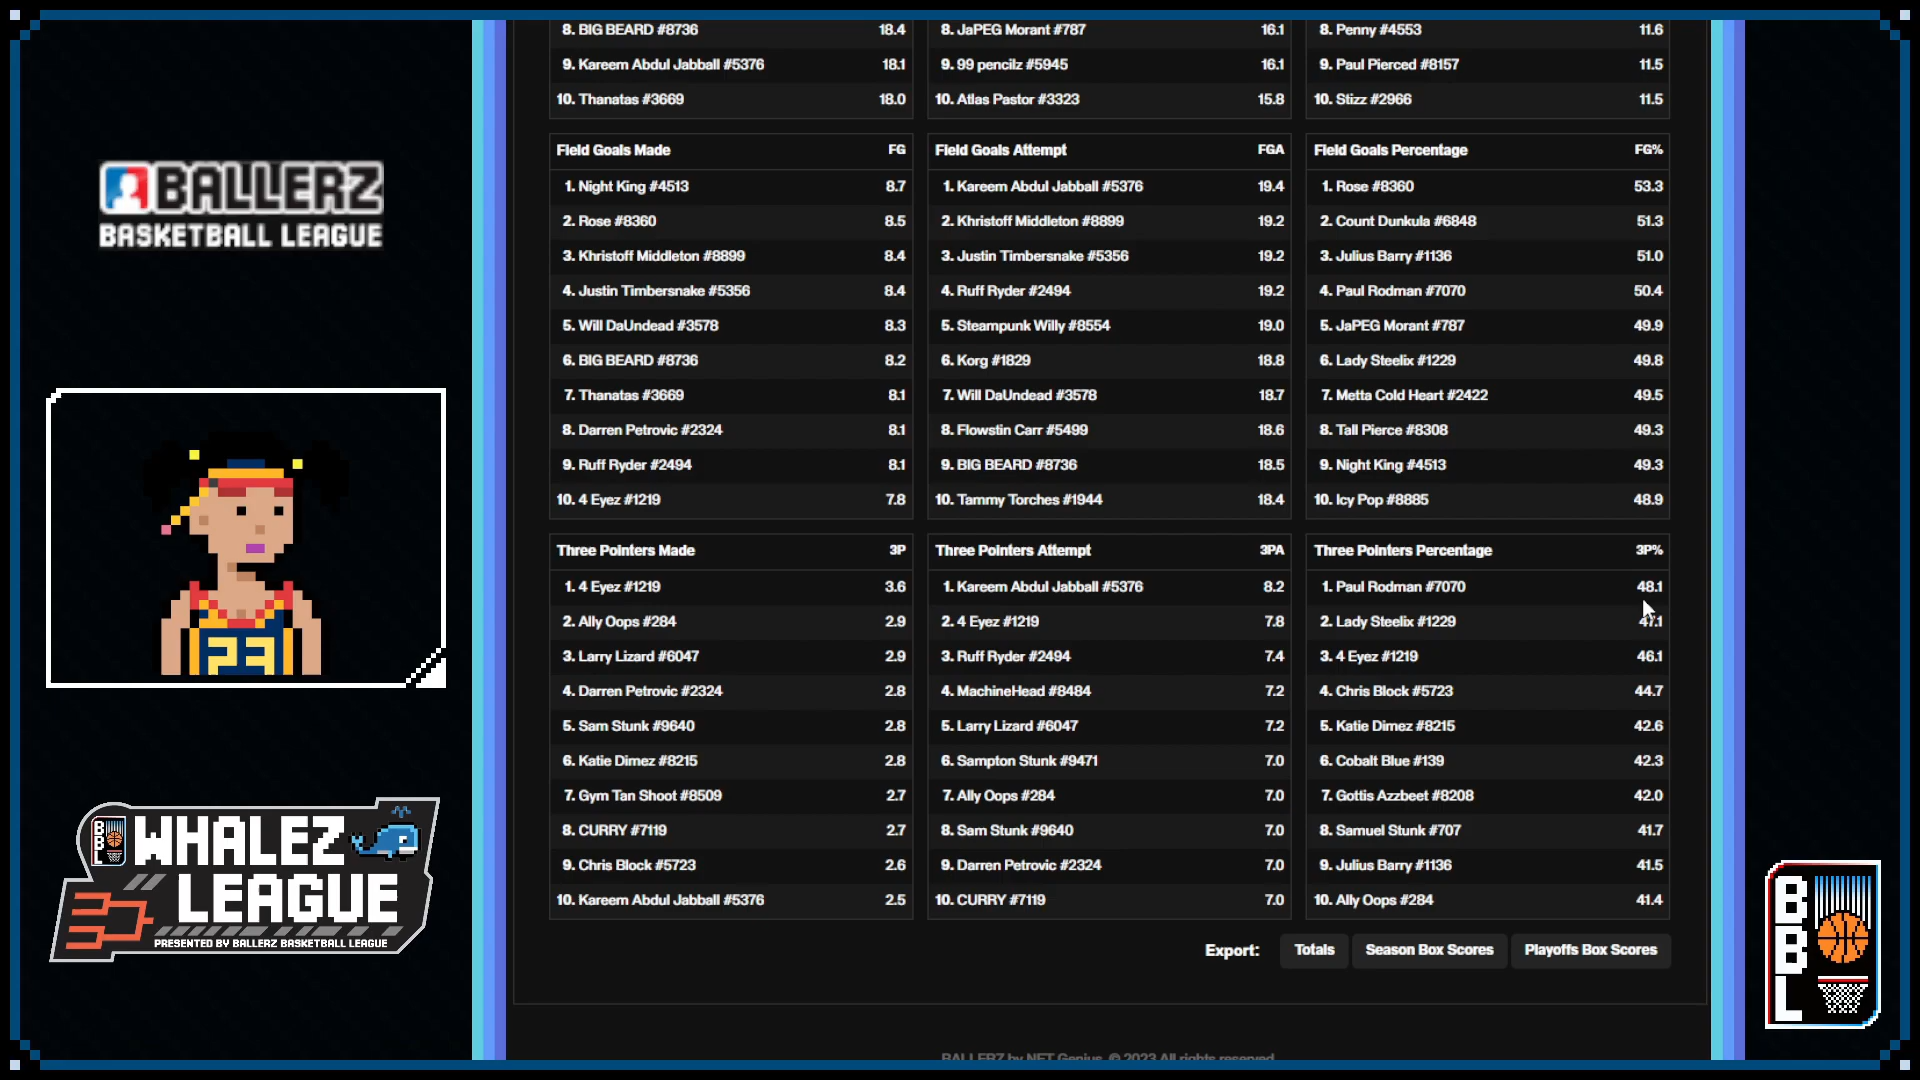 8. BIG BEARD #8736 18.4
9. Kareem Abdul Jabball #5376 18.1
10. Thanatas #3669 18.0
8. JaPEG Morant #787 16.1
9. 99 pencilz #5945 16.1
10. Atlas Pastor #3323 15.8
8. Penny #4553 11.6
9. Paul Pierced #8157 11.5
10. Stizz #2966 11.5
Field Goals Made FG
1. Night King #4513 8.7
2. Rose #8360 8.5
3. Khristoff Middleton #8899 8.4
4. Justin Timbersnake #5356 8.4
5. Will DaUndead #3578 8.3
6. BIG BEARD #8736 8.2
7. Thanatas #3669 8.1
8. Darren Petrovic #2324 8.1
9. Ruff Ryder #2494 8.1
10. 4 Eyez #1219 7.8
Field Goals Attempt FGA
1. Kareem Abdul Jabball #5376 19.4
2. Khristoff Middleton #8899 19.2
3. Justin Timbersnake #5356 19.2
4. Ruff Ryder #2494 19.2
5. Steampunk Willy #8554 19.0
6. Korg #1829 18.8
7. Will DaUndead #3578 18.7
8. Flowstin Carr #5499 18.6
9. BIG BEARD #8736 18.5
10. Tammy Torches #1944 18.4
Field Goals Percentage FG%
1. Rose #8360 53.3
2. Count Dunkula #6848 51.3
3. Julius Barry #1136 51.0
4. Paul Rodman #7070 50.4
5. JaPEG Morant #787 49.9
6. Lady Steelix #1229 49.8
7. Metta Cold Heart #2422 49.5
8. Tall Pierce #8308 49.3
9. Night King #4513 49.3
10. Icy Pop #8885 48.9
Three Pointers Made 3P
1. 4 Eyez #1219 3.6
2. Ally Oops #284 2.9
3. Larry Lizard #6047 2.9
4. Darren Petrovic #2324 2.8
5. Sam Stunk #9640 2.8
6. Katie Dimez #8215 2.8
7. Gym Tan Shoot #8509 2.7
8. CURRY #7119 2.7
9. Chris Block #5723 2.6
10. Kareem Abdul Jabball #5376 2.5
Three Pointers Attempt 3PA
1. Kareem Abdul Jabball #5376 8.2
2. 4 Eyez #1219 7.8
3. Ruff Ryder #2494 7.4
4. MachineHead #8484 7.2
5. Larry Lizard #6047 7.2
6. Sampton Stunk #9471 7.0
7. Ally Oops #284 7.0
8. Sam Stunk #9640 7.0
9. Darren Petrovic #2324 7.0
10. CURRY #7119 7.0
Three Pointers Percentage 3P%
1. Paul Rodman #7070 48.1
2. Lady Steelix #1229 47.1
3. 4 Eyez #1219 46.1
4. Chris Block #5723 44.7
5. Katie Dimez #8215 42.6
6. Cobalt Blue #139 42.3
7. Gottis Azzbeet #8208 42.0
8. Samuel Stunk #707 41.7
9. Julius Barry #1136 41.5
10. Ally Oops #284 41.4
Export: Totals Season Box Scores Playoffs Box Scores
BALLERZ by NFT Genius. © 2023 All rights reserved
BALLERZ
BASKETBALL LEAGUE
23
BBL
WHALEZ
LEAGUE
PRESENTED BY BALLERZ BASKETBALL LEAGUE
BBL